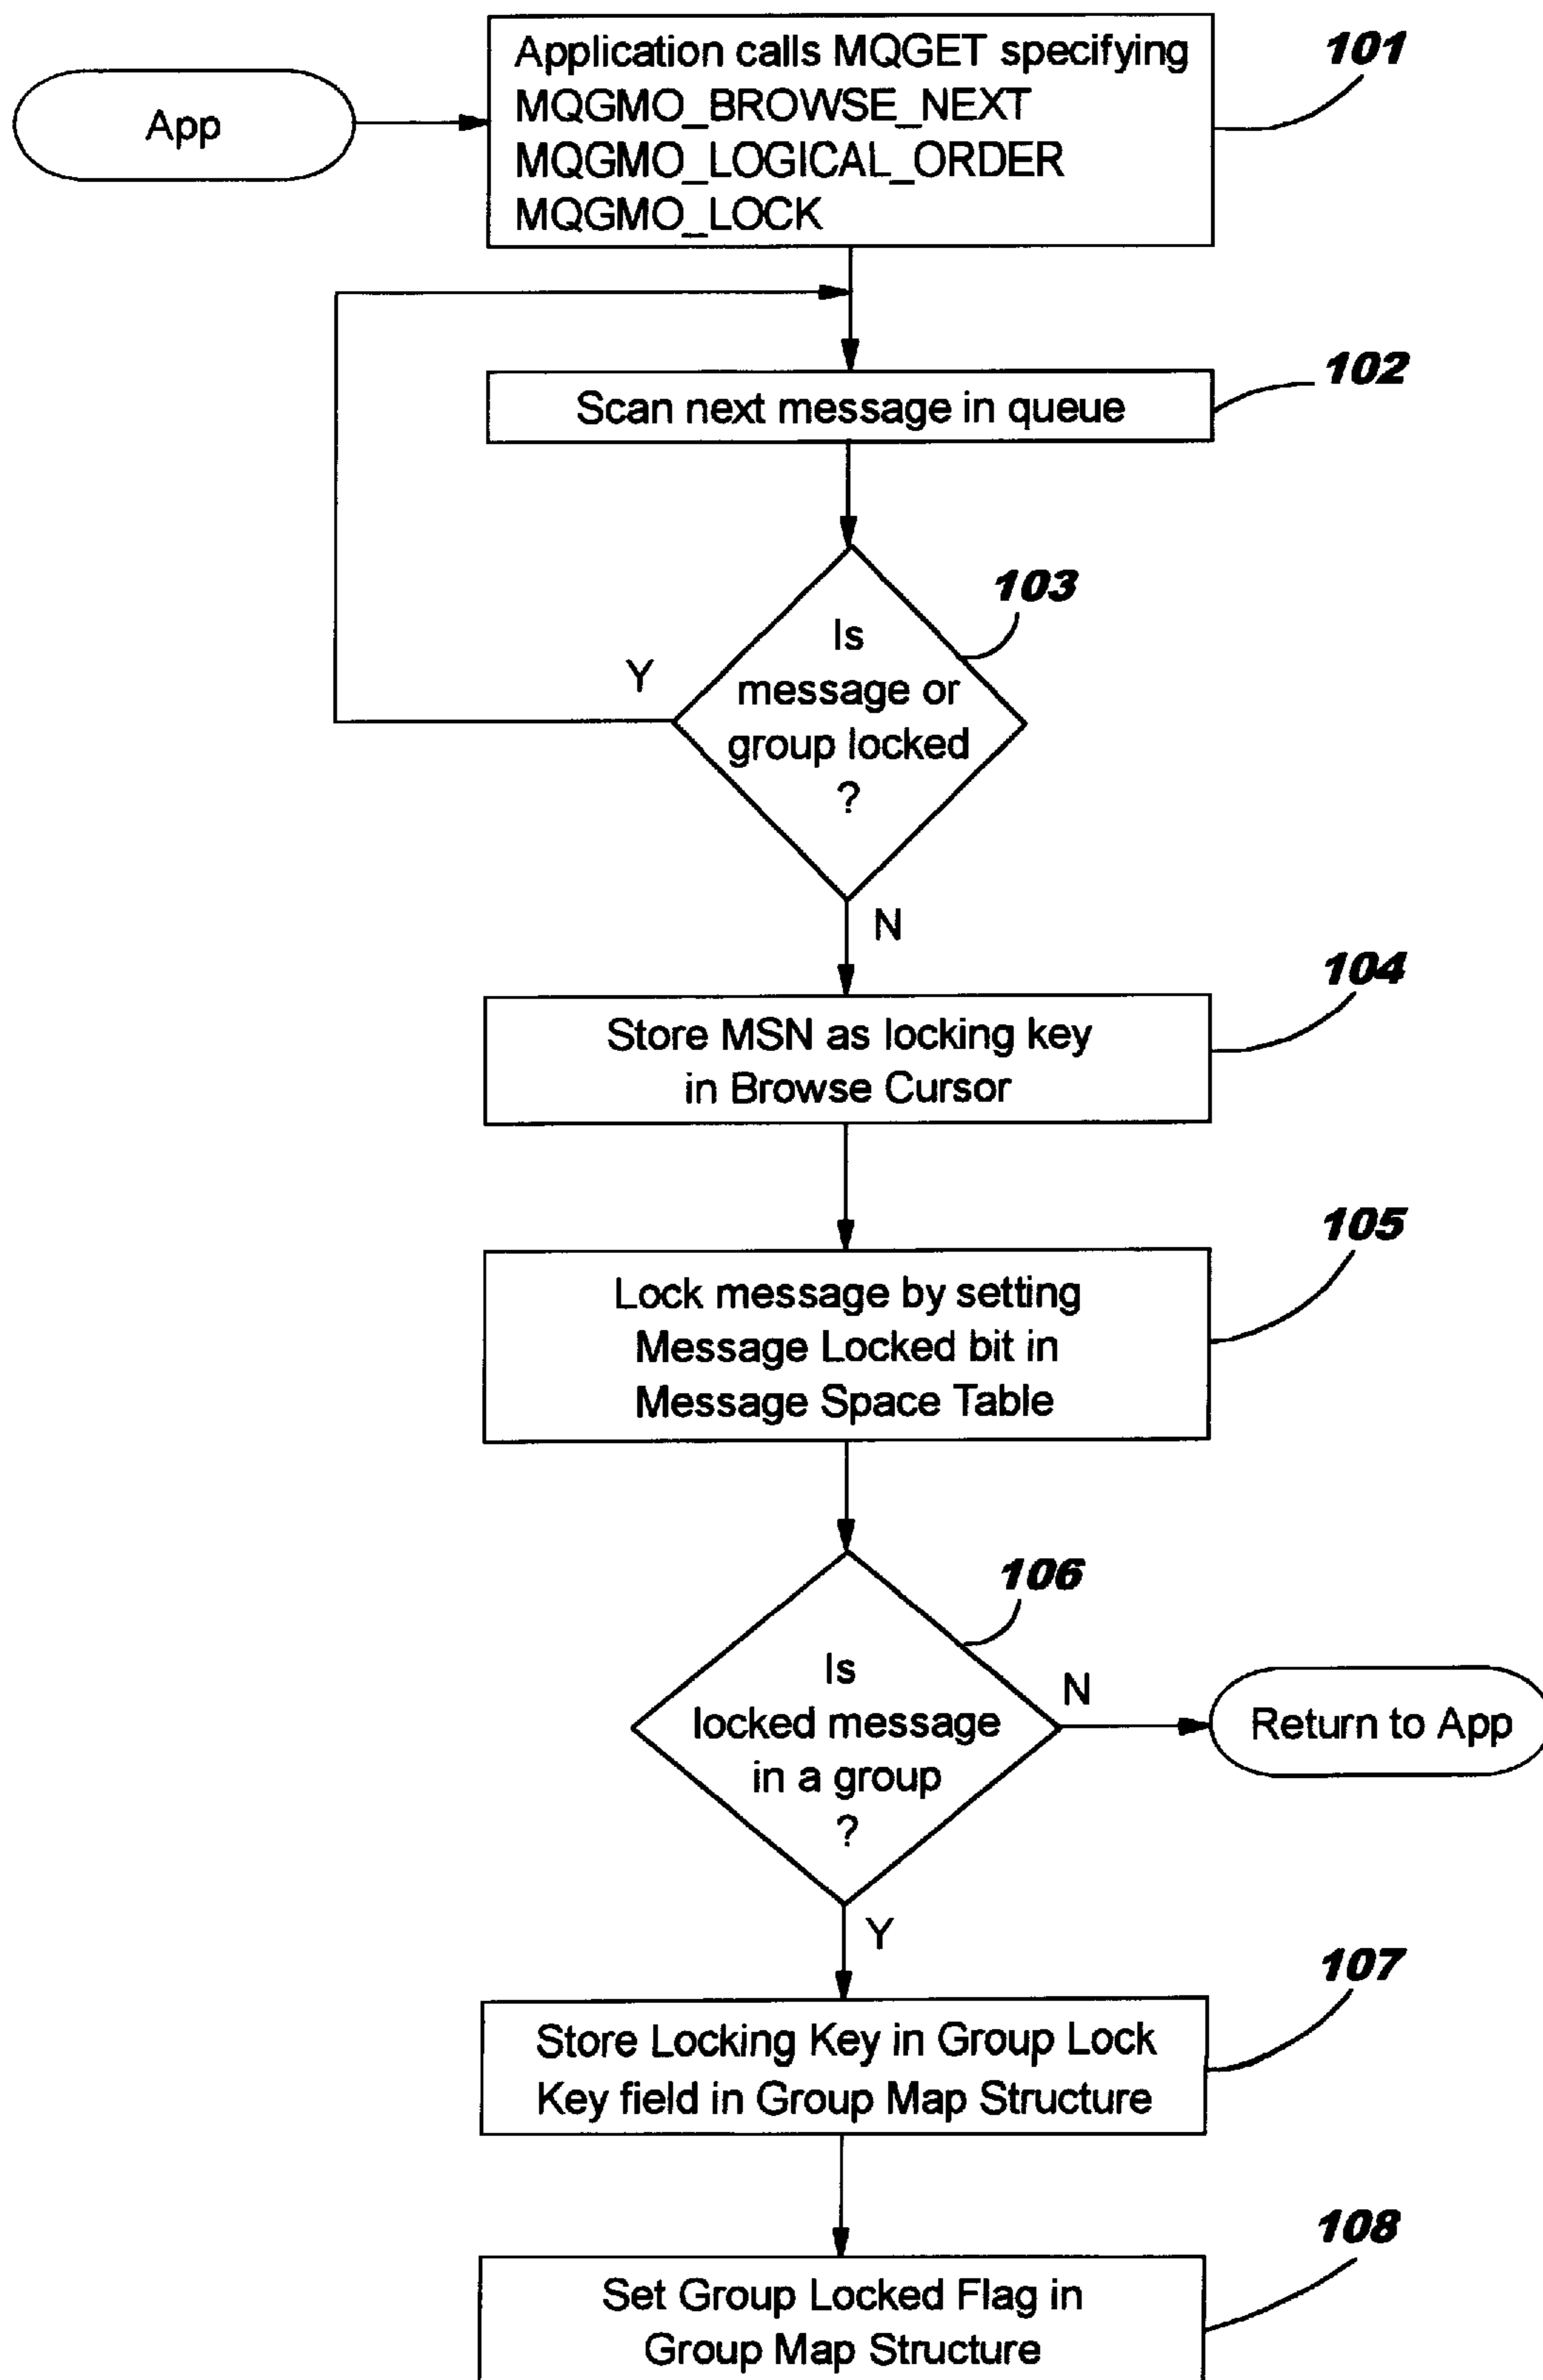 App
Application calls MQGET specifying
MQGMO_BROWSE_NEXT
MQGMO_LOGICAL_ORDER
MQGMO_LOCK
101
Scan next message in queue
102
Is
message or
group locked
?
103
Y
N
Store MSN as locking key
in Browse Cursor
104
Lock message by setting
Message Locked bit in
Message Space Table
105
Is
locked message
in a group
?
106
N
Return to App
Y
Store Locking Key in Group Lock
Key field in Group Map Structure
107
Set Group Locked Flag in
Group Map Structure
108